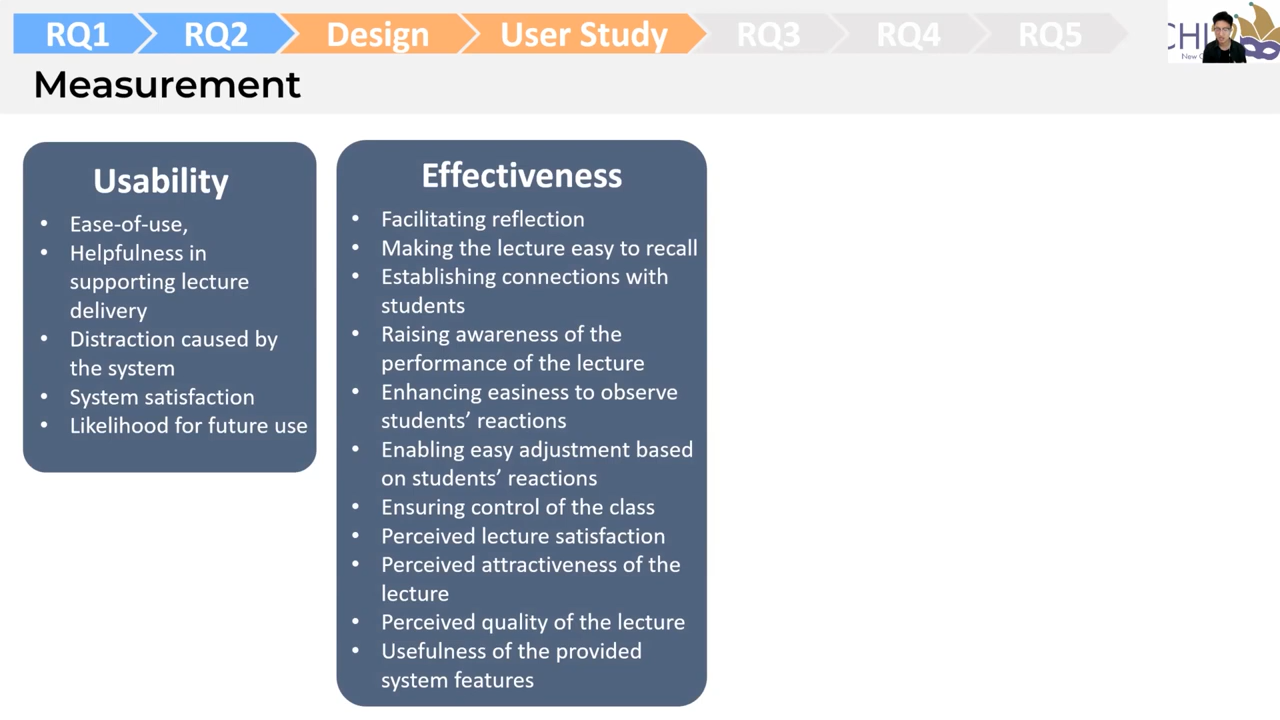 RQ1 RQ2 Design User Study RQ3 RQ4 RQ5
Measurement
Usability
• Ease-of-use,
• Helpfulness in
supporting lecture
delivery
• Distraction caused by
the system
• System satisfaction
• Likelihood for future use
Effectiveness
• Facilitating reflection
• Making the lecture easy to recall
• Establishing connections with
students
• Raising awareness of the
performance of the lecture
• Enhancing easiness to observe
students’ reactions
• Enabling easy adjustment based
on students’ reactions
• Ensuring control of the class
• Perceived lecture satisfaction
• Perceived attractiveness of the
lecture
• Perceived quality of the lecture
• Usefulness of the provided
system features